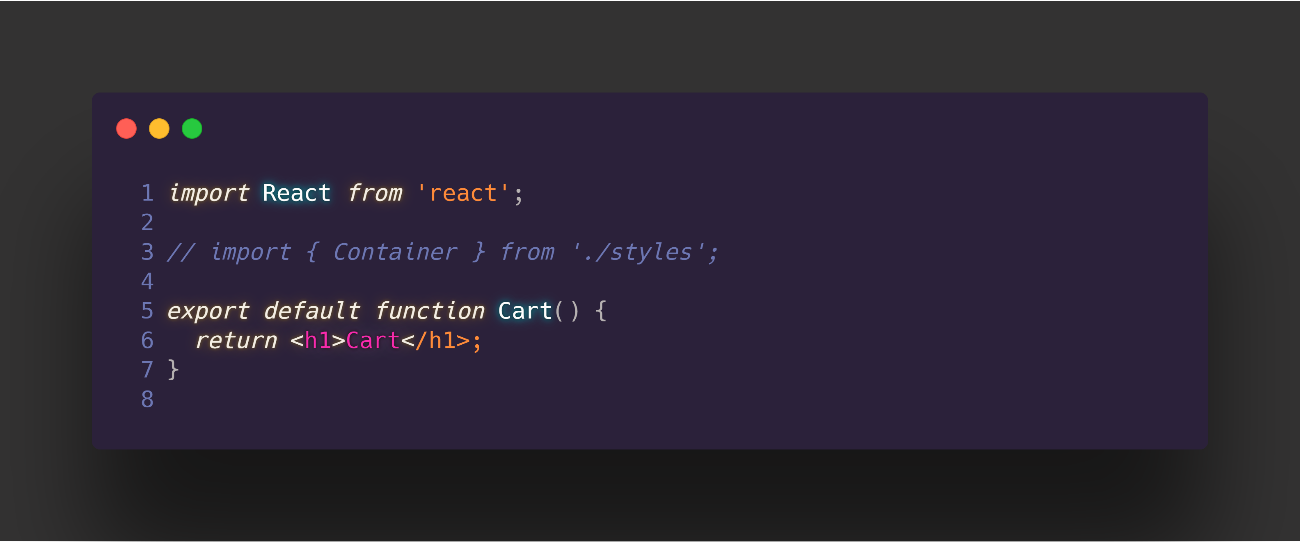 1 import React from 'react';
2
3 // import { Container } from './styles';
4
5 export default function Cart() {
6   return <h1>Cart</h1>;
7 }
8